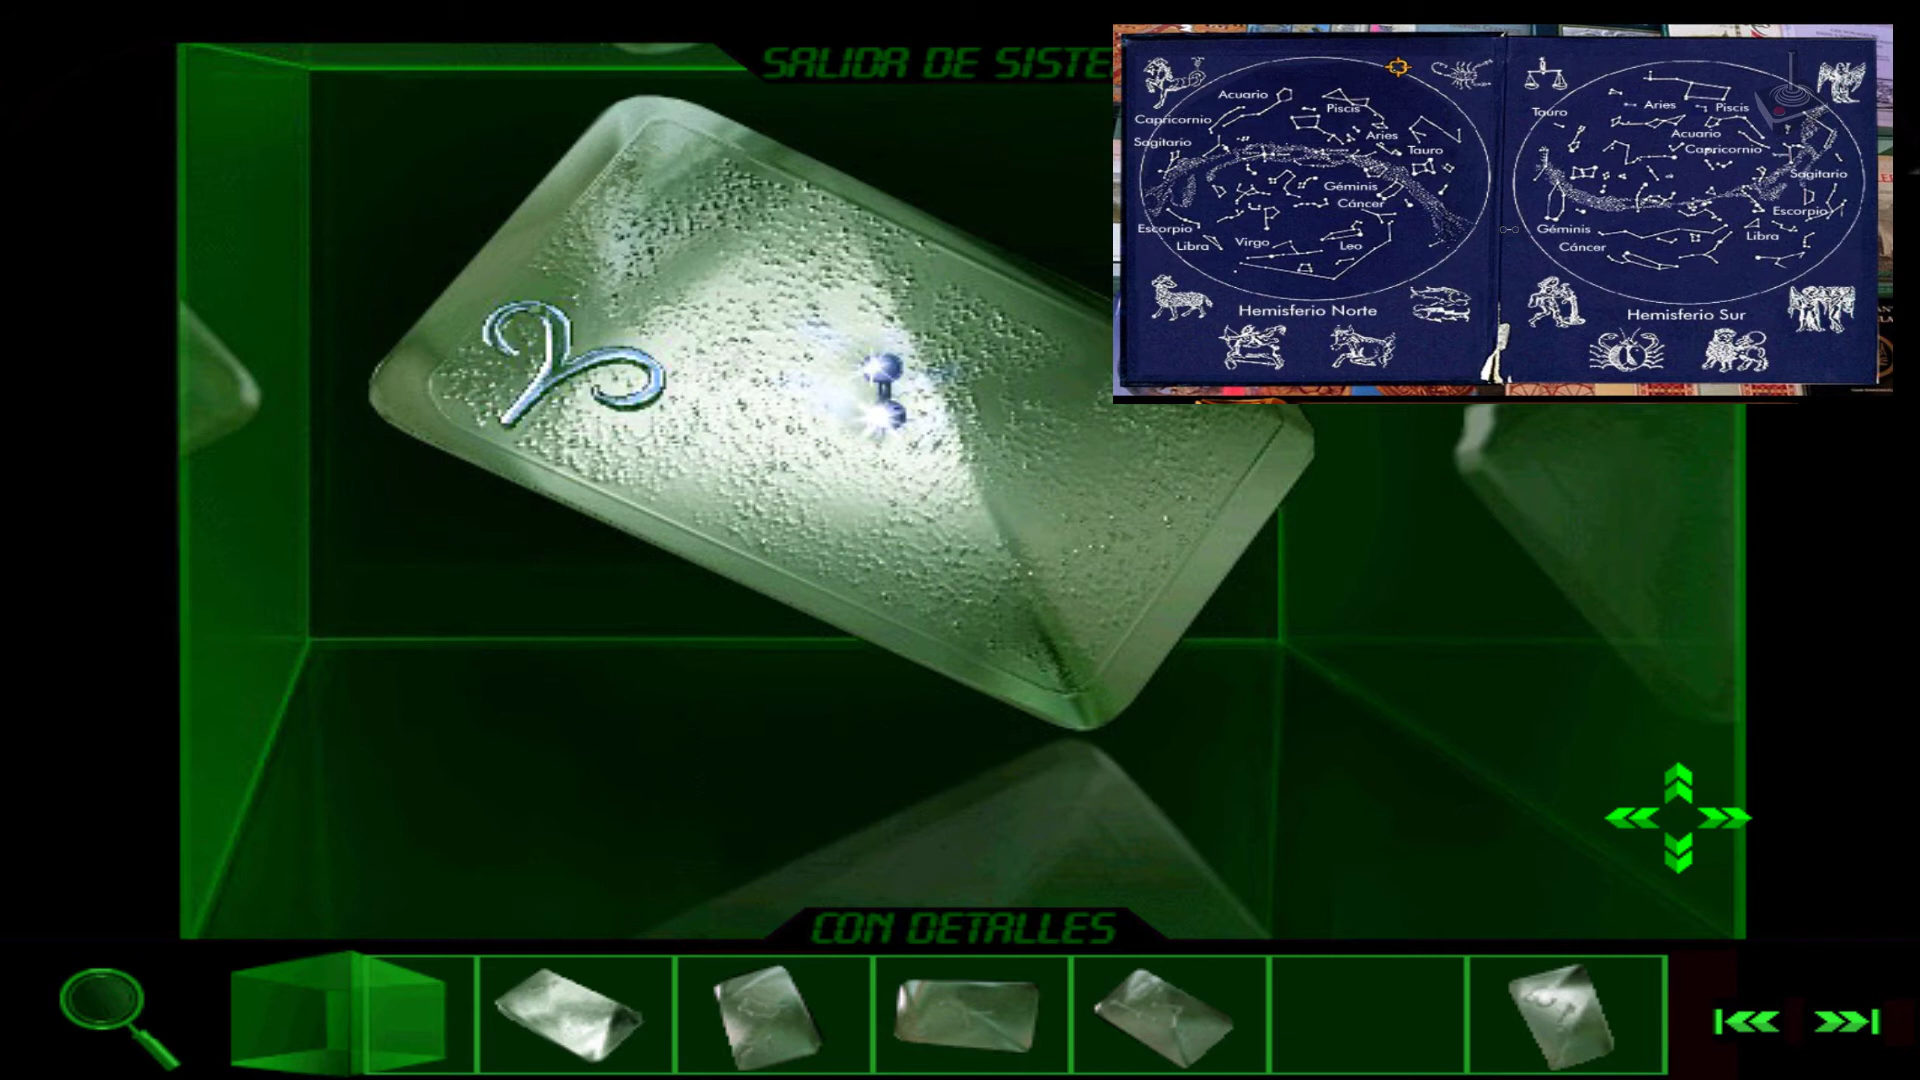 SALIDA DE SISTE
Acuario
Piscis
Capricornio
Aries
Sagitario
Tauro
Géminis
Cáncer
Escorpio
Virgo
Libra
Leo
Hemisferio Norte
Tauro
Aries
Piscis
Acuario
Capricornio
Sagitario
Escorpio
Géminis
Libra
Cáncer
Hemisferio Sur
CON DETALLES